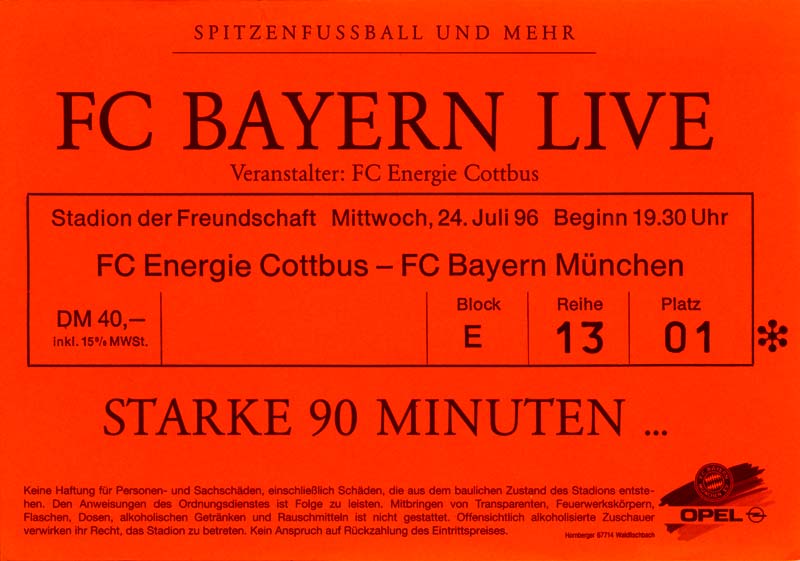 SPITZENFUSSBALL UND MEHR
FC BAYERN LIVE
Veranstalter: FC Energie Cottbus
Stadion der Freundschaft Mittwoch, 24. Juli 96 Beginn 19.30 Uhr
FC Energie Cottbus – FC Bayern München
DM 40,—
inkl. 15% MWSt.
Block
E
Reihe
13
Platz
01
STARKE 90 MINUTEN ...
Keine Haftung für Personen- und Sachschäden, einschließlich Schäden, die aus dem baulichen Zustand des Stadions entste-
hen. Den Anweisungen des Ordnungsdienstes ist Folge zu leisten. Mitbringen von Transparenten, Feuerwerkskörpern,
Flaschen, Dosen, alkoholischen Getränken und Rauschmitteln ist nicht gestattet. Offensichtlich alkoholisierte Zuschauer
verwirken ihr Recht, das Stadion zu betreten. Kein Anspruch auf Rückzahlung des Eintrittspreises.
OPEL
Homberger 67714 Waldfischbach